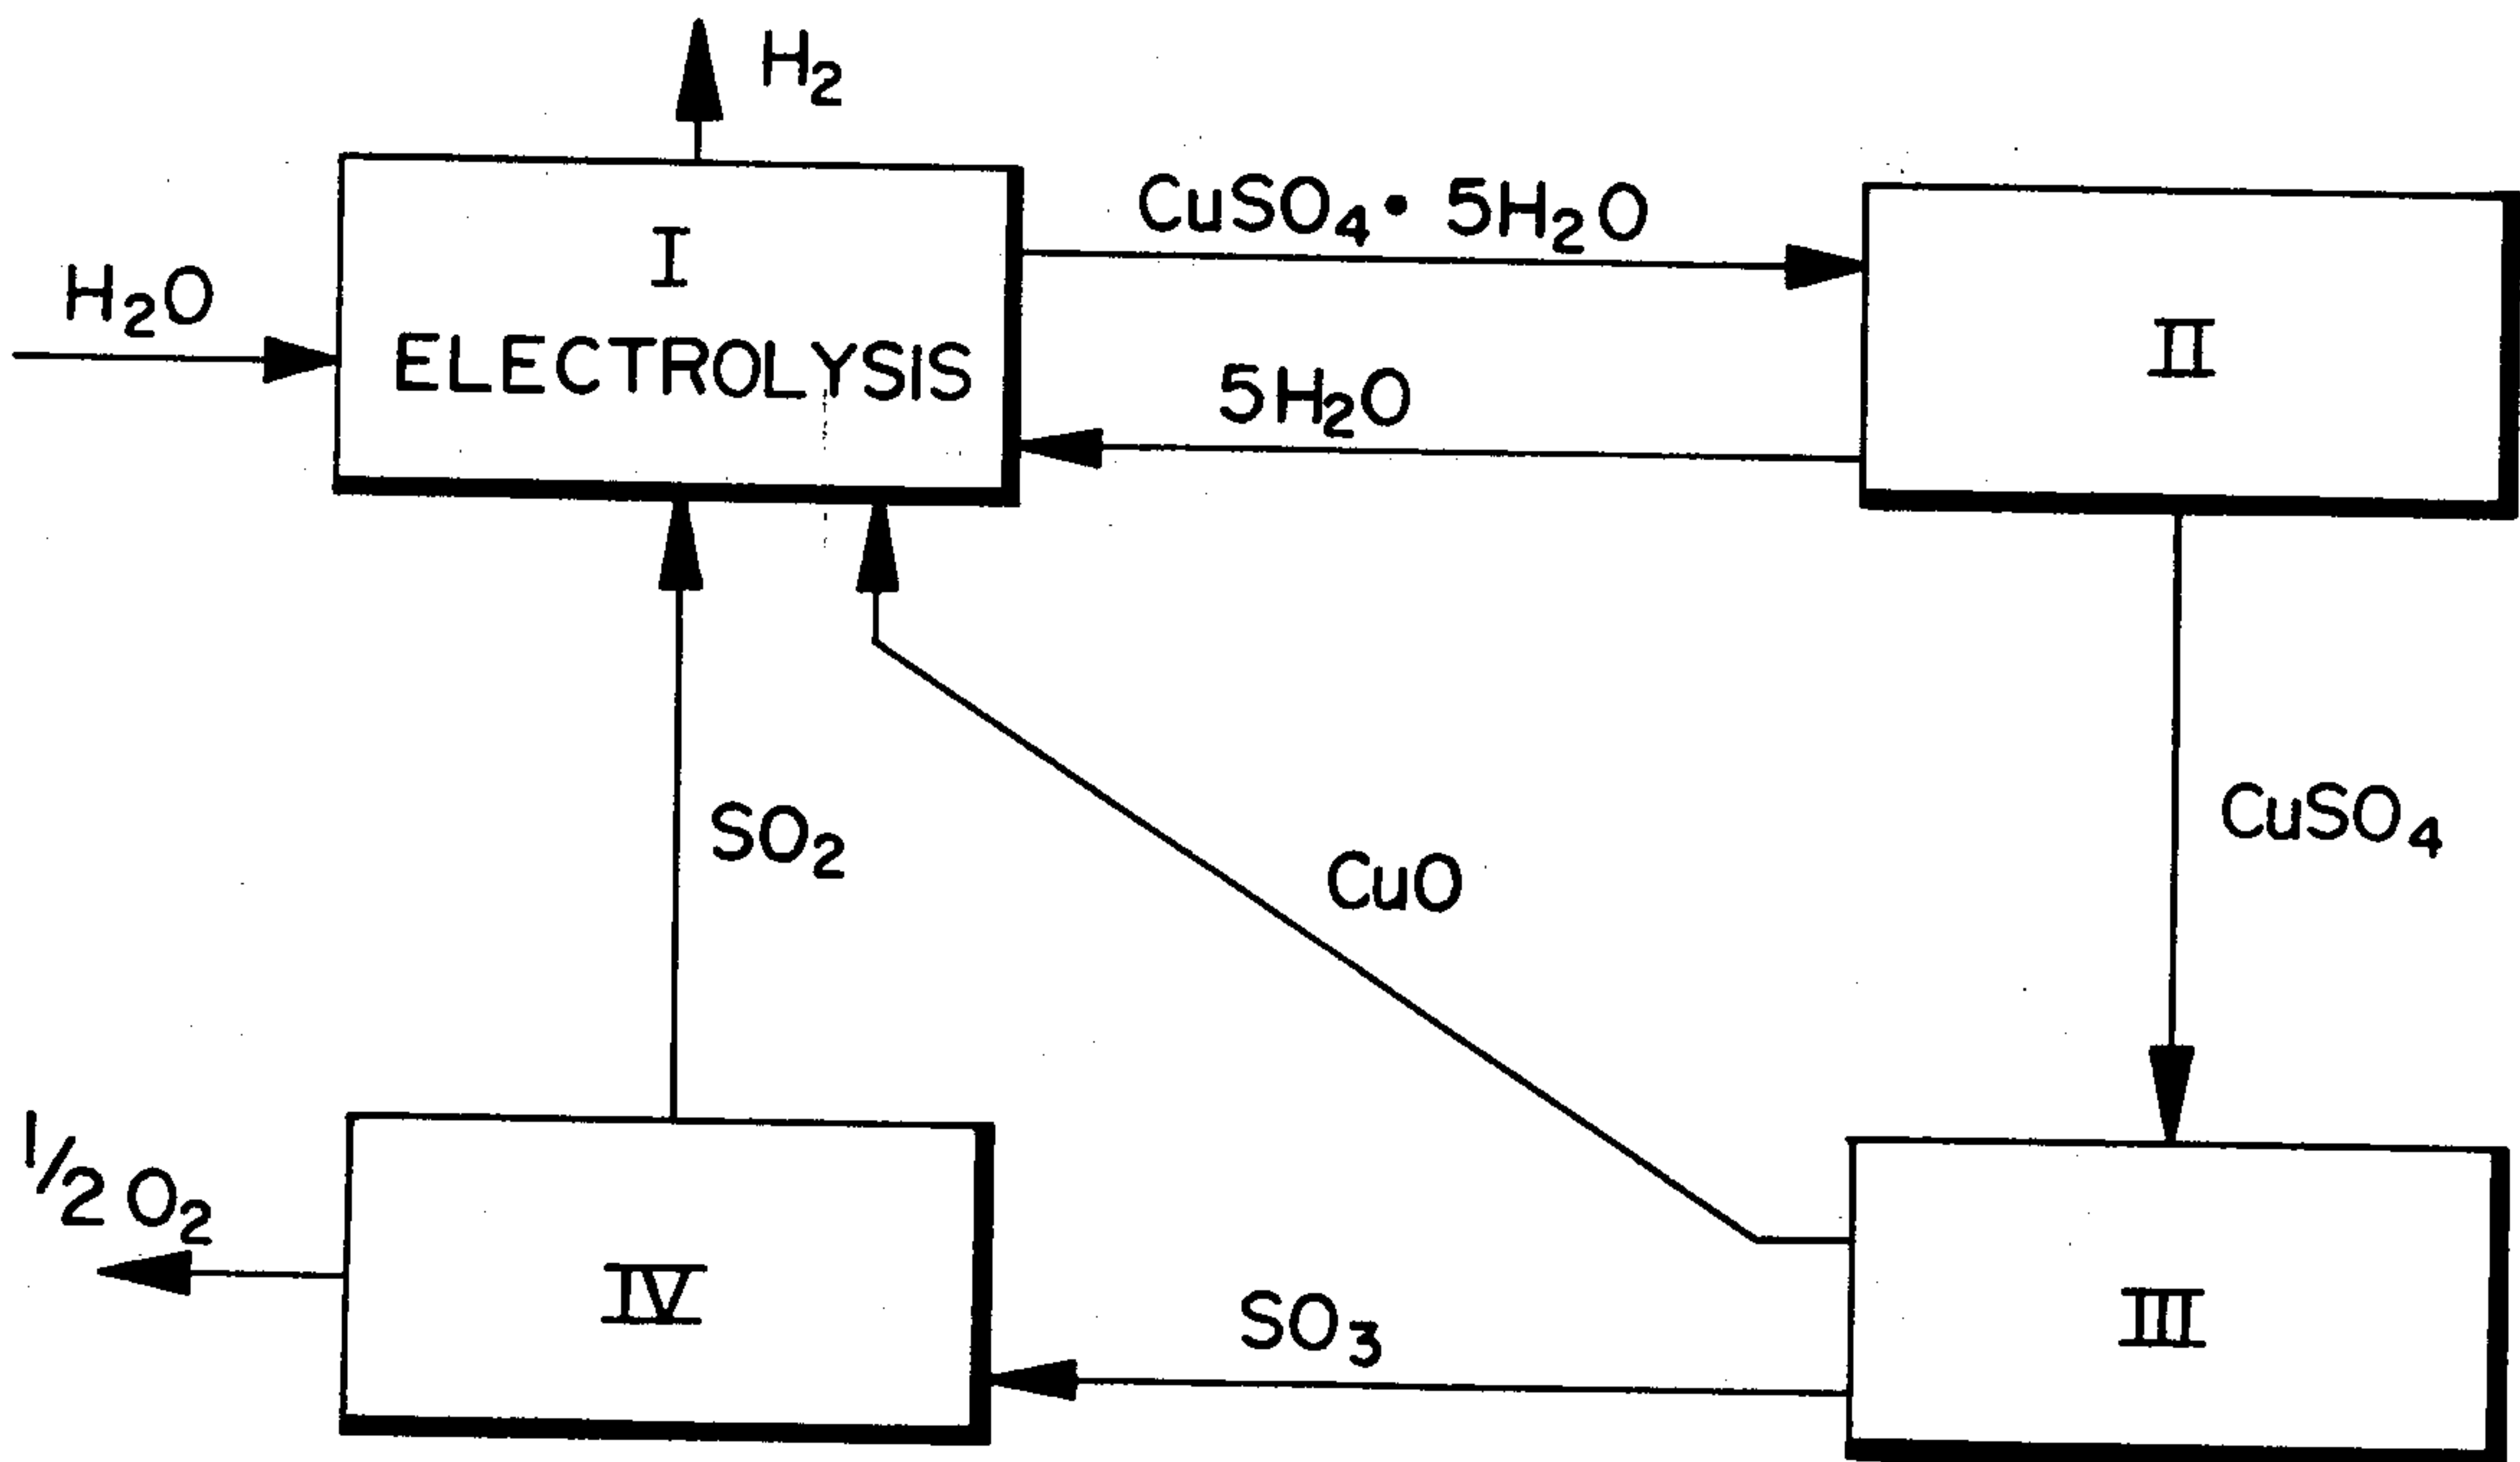 H₂
CuSO₄• 5H₂O
I
H₂O
ELECTROLYSIS
II
5H₂O
SO₂
CuSO₄
CuO
1/2 O₂
IV
SO₃
III